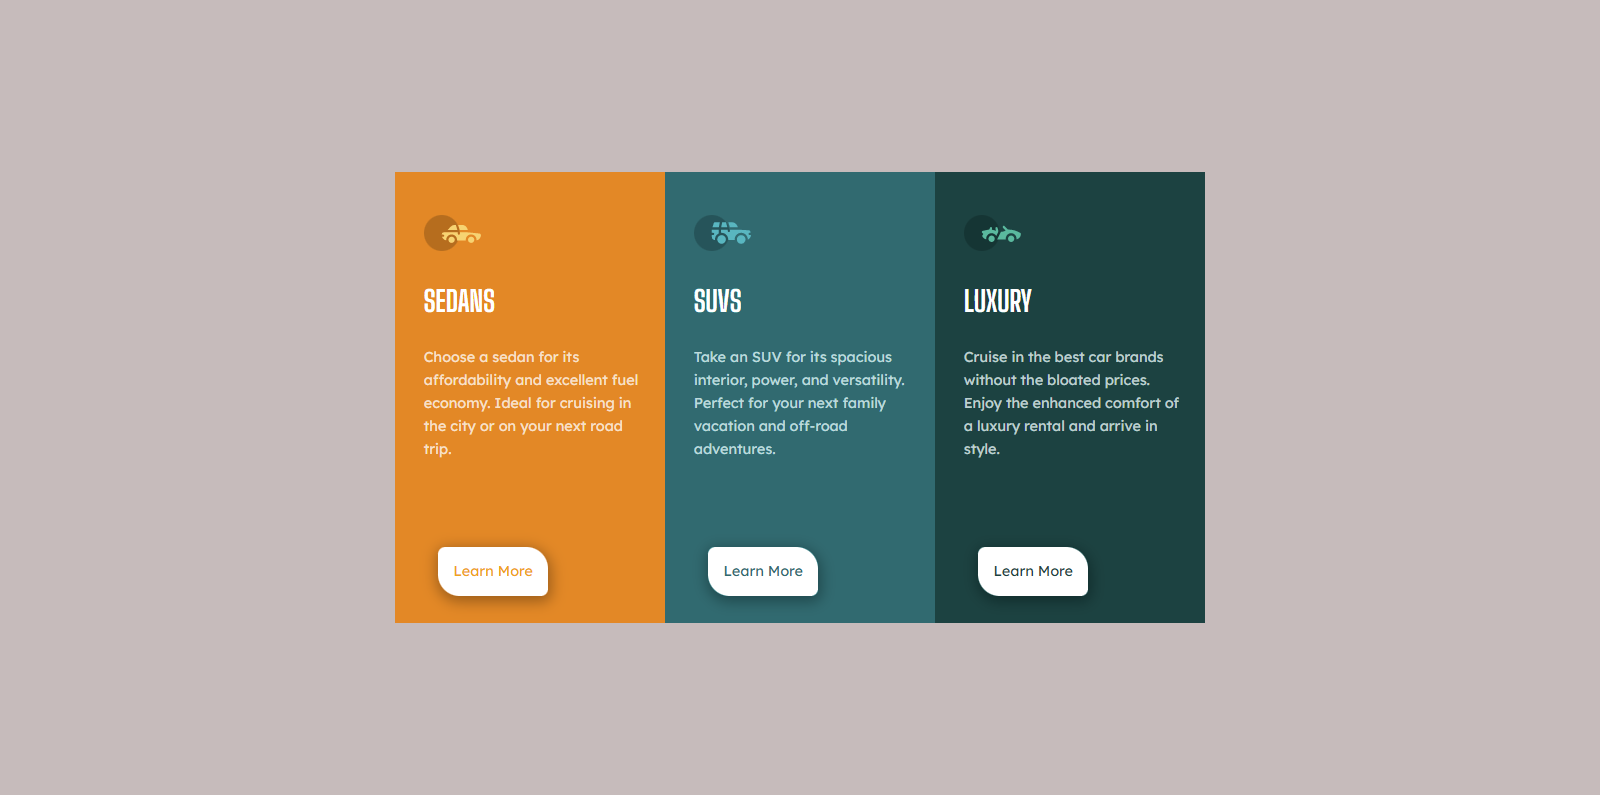 SEDANS
Choose a sedan for its
affordability and excellent fuel
economy. Ideal for cruising in
the city or on your next road
trip.
Learn More
SUVS
Take an SUV for its spacious
interior, power, and versatility.
Perfect for your next family
vacation and off-road
adventures.
Learn More
LUXURY
Cruise in the best car brands
without the bloated prices.
Enjoy the enhanced comfort of
a luxury rental and arrive in
style.
Learn More